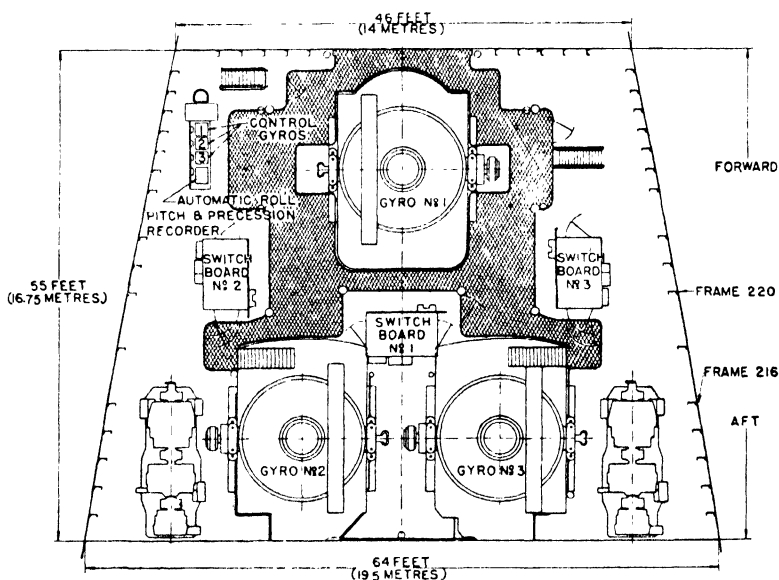 46 FEET
(14 METRES)
1
2
3
CONTROL
GYROS
GYRO Nº 1
FORWARD
AUTOMATIC ROLL
PITCH & PRECESSION
RECORDER
SWITCH
BOARD
Nº 2
SWITCH
BOARD
Nº 3
55 FEET
(16.75 METRES)
FRAME 220
SWITCH
BOARD
Nº 1
FRAME 216
AFT
GYRO Nº 2
GYRO Nº 3
64 FEET
(19.5 METRES)